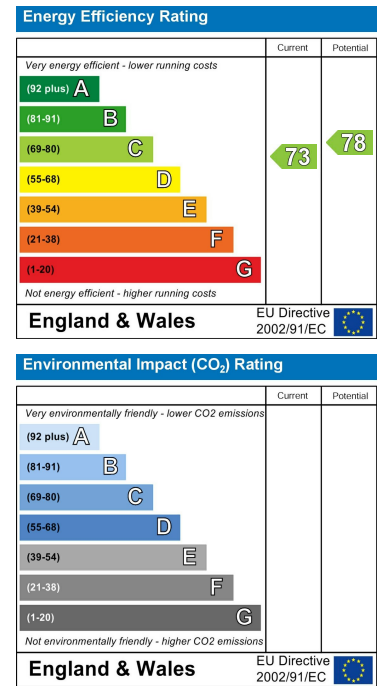 Energy Efficiency Rating
Current Potential
Very energy efficient - lower running costs
(92 plus) A
(81-91) B
(69-80) C
(55-68) D
(39-54) E
(21-38) F
(1-20) G
73
78
Not energy efficient - higher running costs
England & Wales
EU Directive
2002/91/EC
Environmental Impact (CO₂) Rating
Current Potential
Very environmentally friendly - lower CO2 emissions
(92 plus) A
(81-91) B
(69-80) C
(55-68) D
(39-54) E
(21-38) F
(1-20) G
Not environmentally friendly - higher CO2 emissions
England & Wales
EU Directive
2002/91/EC